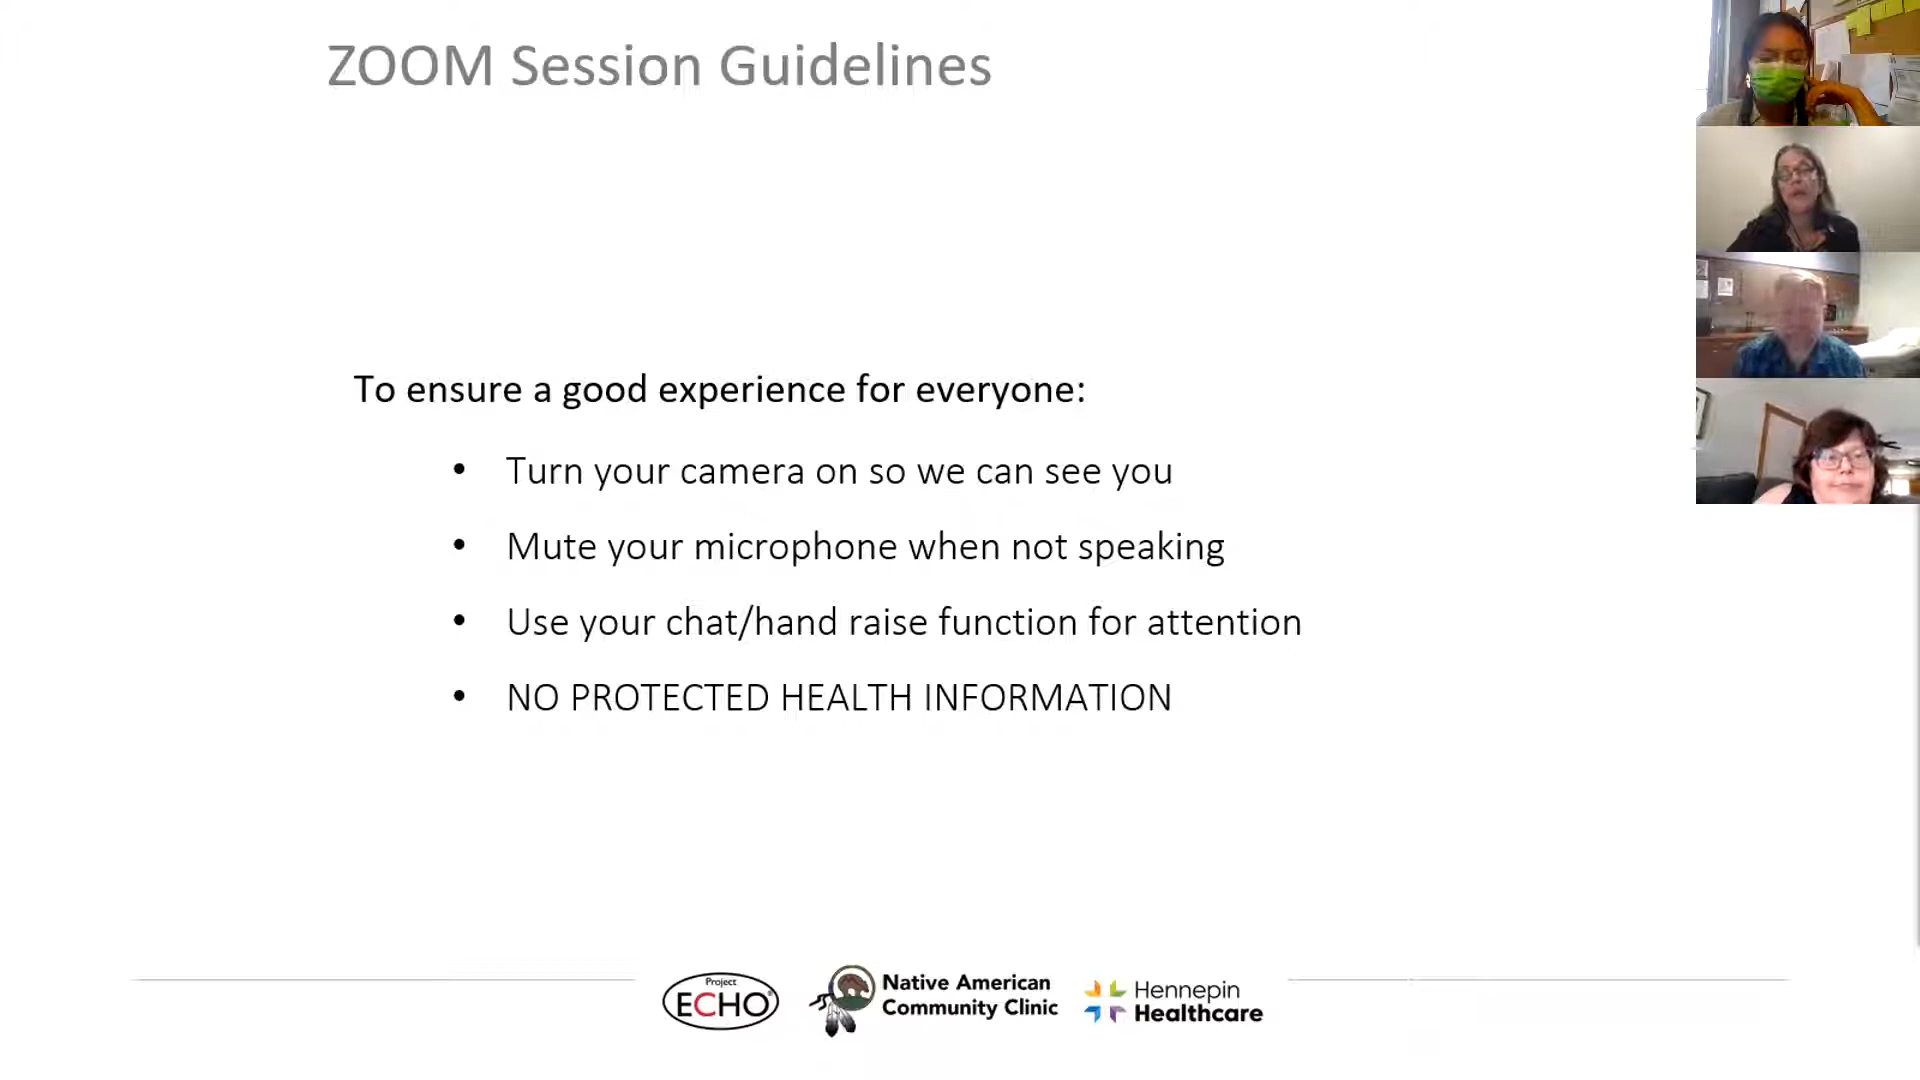 ZOOM Session Guidelines
To ensure a good experience for everyone:
• Turn your camera on so we can see you
• Mute your microphone when not speaking
• Use your chat/hand raise function for attention
• NO PROTECTED HEALTH INFORMATION
Project
ECHO®
Native American
Community Clinic
Hennepin
Healthcare